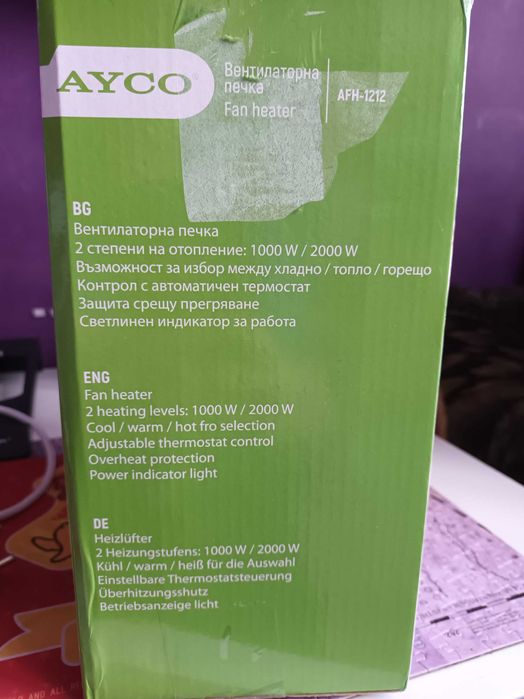 AYCO
Вентилаторна
печка
Fan heater
AFH-1212
BG
Вентилаторна печка
2 степени на отопление: 1000 W / 2000 W
Възможност за избор между хладно / топло / горещо
Контрол с автоматичен термостат
Защита срещу прегряване
Светлинен индикатор за работа
ENG
Fan heater
2 heating levels: 1000 W / 2000 W
Cool / warm / hot fro selection
Adjustable thermostat control
Overheat protection
Power indicator light
DE
Heizlüfter
2 Heizungstufens: 1000 W / 2000 W
Kühl / warm / heiß für die Auswahl
Einstellbare Thermostatsteuerung
Überhitzungsshutz
Betriebsanzeige licht